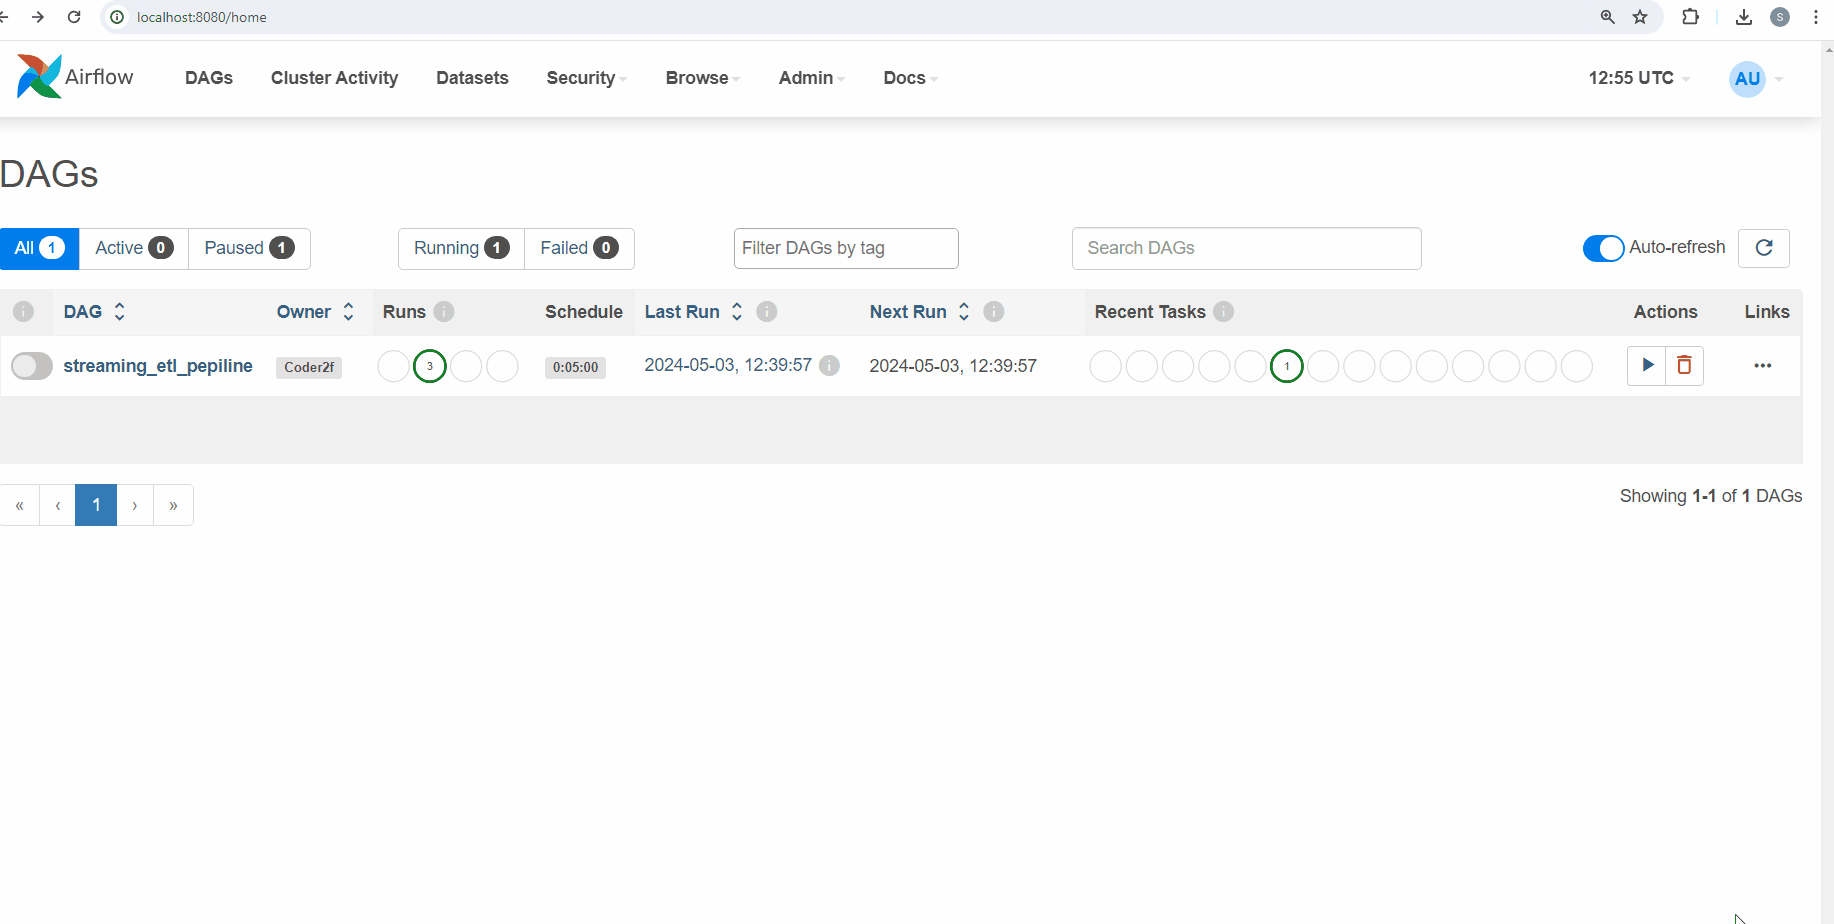 localhost:8080/home
S
Airflow DAGs Cluster Activity Datasets Security Browse Admin Docs 12:55 UTC AU
DAGs
All 1 Active 0 Paused 1 Running 1 Failed 0 Filter DAGs by tag Search DAGs Auto-refresh
i DAG Owner Runs i Schedule Last Run i Next Run i Recent Tasks i Actions Links
streaming_etl_pepiline Coder2f 3 0:05:00 2024-05-03, 12:39:57 i 2024-05-03, 12:39:57 1 ...
« ‹ 1 › » Showing 1-1 of 1 DAGs